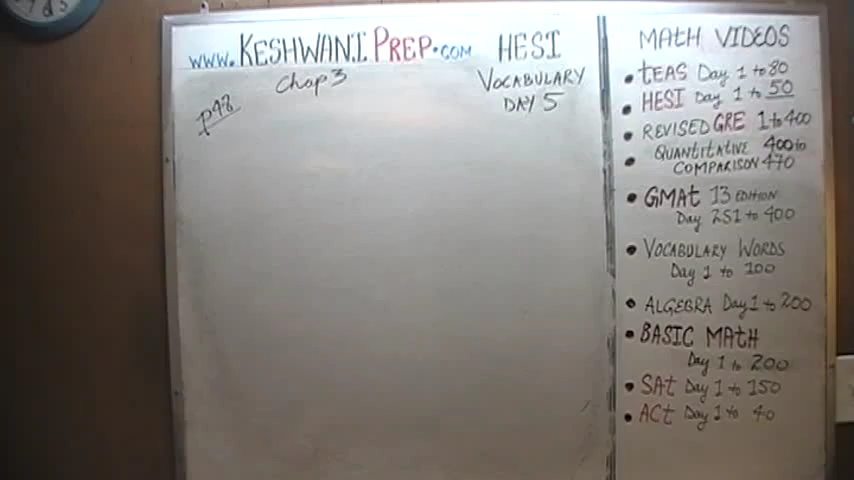 www.KESHWANI PREP.com
Chap 3
p48
HESI
VOCABULARY
DAY 5
MATH VIDEOS
• TEAS Day 1 to 80
• HESI Day 1 to 50
• REVISED GRE 1 to 400
• QUANTITATIVE 400 to
COMPARISON 470
• GMAT 13 EDITION
Day 251 to 400
• VOCABULARY WORDS
Day 1 to 100
• ALGEBRA Day 1 to 200
• BASIC MATH
Day 1 to 200
• SAT Day 1 to 150
• ACT Day 1 to 40